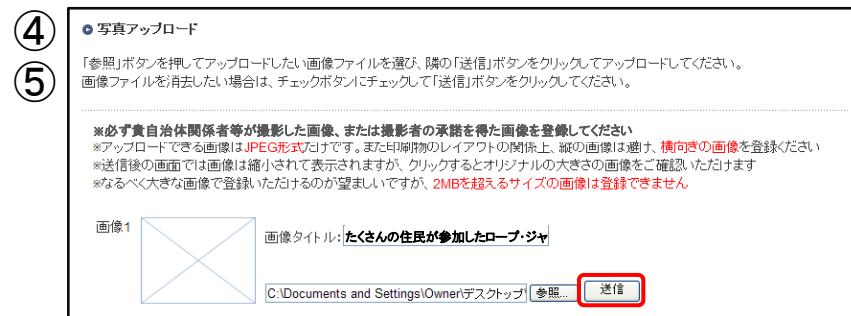 ④
⑤
写真アップロード
「参照」ボタンを押してアップロードしたい画像ファイルを選び、隣の「送信」ボタンをクリックしてアップロードしてください。
画像ファイルを消去したい場合は、チェックボタンにチェックして「送信」ボタンをクリックしてください。
※必ず貴自治体関係者等が撮影した画像、または撮影者の承諾を得た画像を登録してください
※アップロードできる画像はJPEG形式だけです。また印刷物のレイアウトの関係上、縦の画像は避け、横向きの画像を登録ください
※送信後の画面では画像は縮小されて表示されますが、クリックするとオリジナルの大きさの画像をご確認いただけます
※なるべく大きな画像で登録いただけるのが望ましいですが、2MBを超えるサイズの画像は登録できません
画像1
画像タイトル：たくさんの住民が参加したロープ・ジャ
C:\Documents and Settings\Owner\デスクトップ\ 参照... 送信